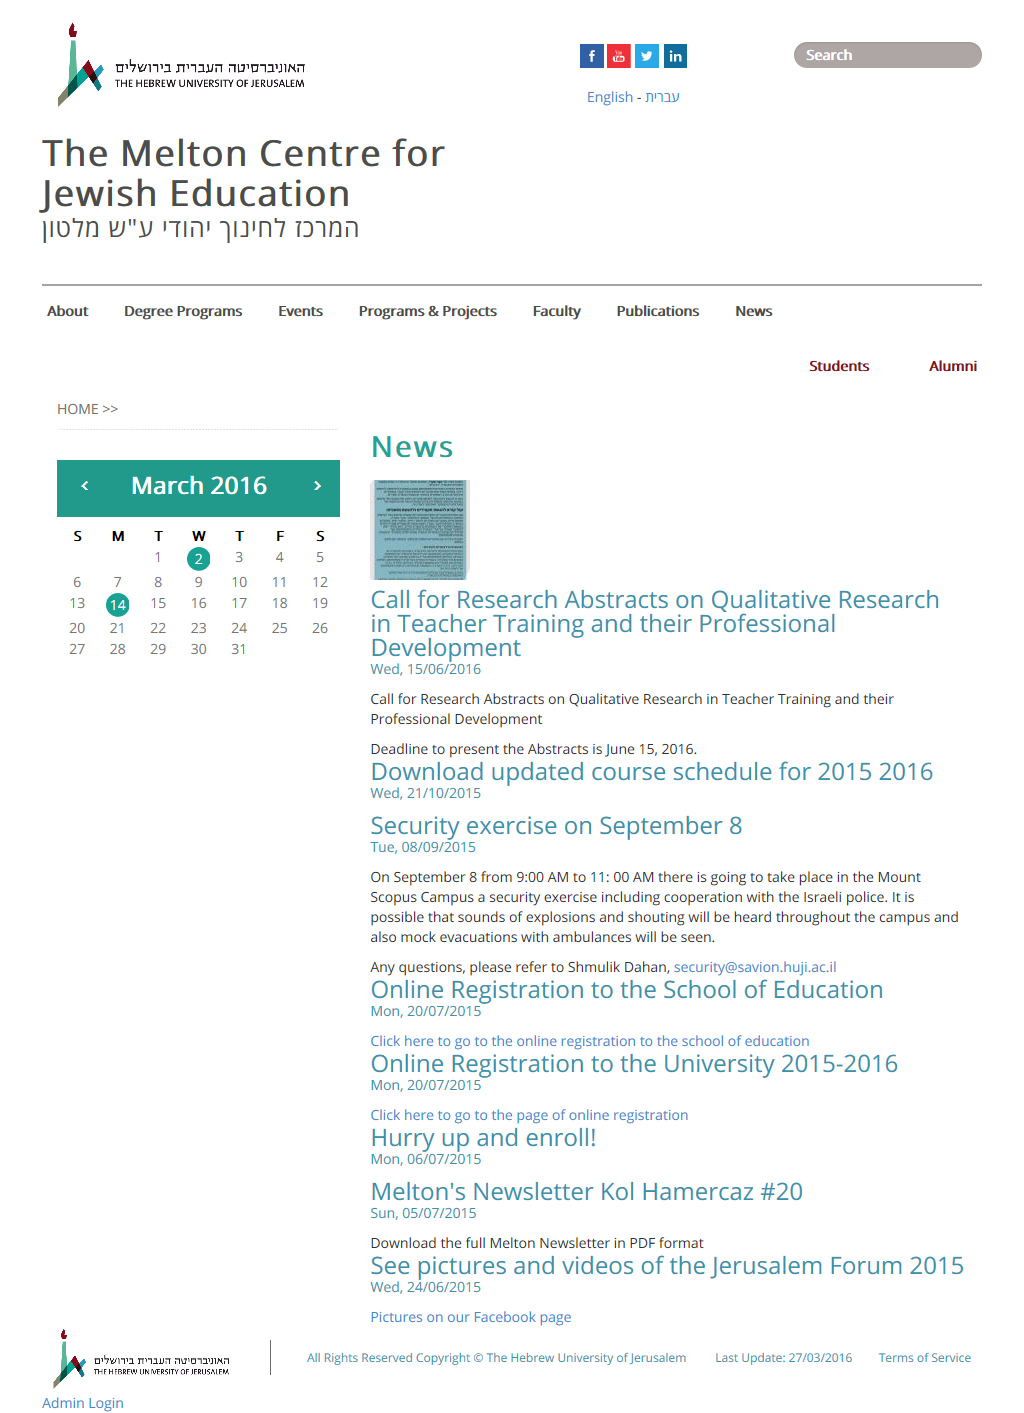 האוניברסיטה העברית בירושלים
THE HEBREW UNIVERSITY OF JERUSALEM
f You Tube in
Search
English - עברית
The Melton Centre for
Jewish Education
המרכז לחינוך יהודי ע"ש מלטון
About Degree Programs Events Programs & Projects Faculty Publications News
Students Alumni
HOME >>
< March 2016 >
S M T W T F S
1 2 3 4 5
6 7 8 9 10 11 12
13 14 15 16 17 18 19
20 21 22 23 24 25 26
27 28 29 30 31
News
Call for Research Abstracts on Qualitative Research
in Teacher Training and their Professional
Development
Wed, 15/06/2016
Call for Research Abstracts on Qualitative Research in Teacher Training and their
Professional Development
Deadline to present the Abstracts is June 15, 2016.
Download updated course schedule for 2015 2016
Wed, 21/10/2015
Security exercise on September 8
Tue, 08/09/2015
On September 8 from 9:00 AM to 11: 00 AM there is going to take place in the Mount
Scopus Campus a security exercise including cooperation with the Israeli police. It is
possible that sounds of explosions and shouting will be heard throughout the campus and
also mock evacuations with ambulances will be seen.
Any questions, please refer to Shmulik Dahan, security@savion.huji.ac.il
Online Registration to the School of Education
Mon, 20/07/2015
Click here to go to the online registration to the school of education
Online Registration to the University 2015-2016
Mon, 20/07/2015
Click here to go to the page of online registration
Hurry up and enroll!
Mon, 06/07/2015
Melton's Newsletter Kol Hamercaz #20
Sun, 05/07/2015
Download the full Melton Newsletter in PDF format
See pictures and videos of the Jerusalem Forum 2015
Wed, 24/06/2015
Pictures on our Facebook page
האוניברסיטה העברית בירושלים
THE HEBREW UNIVERSITY OF JERUSALEM
All Rights Reserved Copyright © The Hebrew University of Jerusalem Last Update: 27/03/2016 Terms of Service
Admin Login